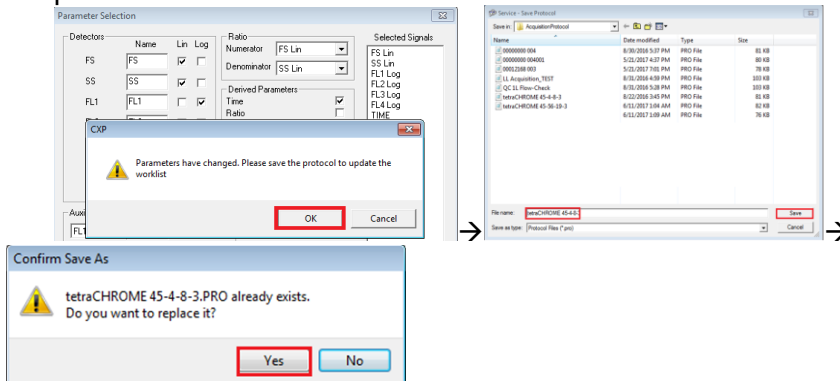 Parameter Selection
Detectors
Name Lin Log
FS FS
SS SS
FL1 FL1
Ratio
Numerator FS Lin
Denominator SS Lin
Derived Parameters
Time
Ratio
Selected Signals
FS Lin
SS Lin
FL1 Log
FL2 Log
FL3 Log
FL4 Log
TIME
CXP
Parameters have changed. Please save the protocol to update the
worklist
OK Cancel
FL1
→
Service - Save Protocol
Save in: AcquisitionProtocol
Name Date modified Type Size
00000000 004 6/30/2016 5:37 PM PRO File 81 KB
00000000 004001 5/21/2017 4:37 PM PRO File 80 KB
00012168 003 5/21/2017 7:01 PM PRO File 78 KB
LL Acquisition_TEST 8/31/2016 4:59 PM PRO File 103 KB
QC 1L Flow-Check 8/31/2016 5:28 PM PRO File 103 KB
tetraCHROME 45-4-8-3 8/22/2016 3:45 PM PRO File 81 KB
tetraCHROME 45-56-19-3 6/11/2017 1:04 AM PRO File 82 KB
6/11/2017 1:09 AM PRO File 76 KB
File name: tetraCHROME 45-4-8-3 Save
Save as type: Protocol Files (*.pro) Cancel
→
Confirm Save As
tetraCHROME 45-4-8-3.PRO already exists.
Do you want to replace it?
Yes No